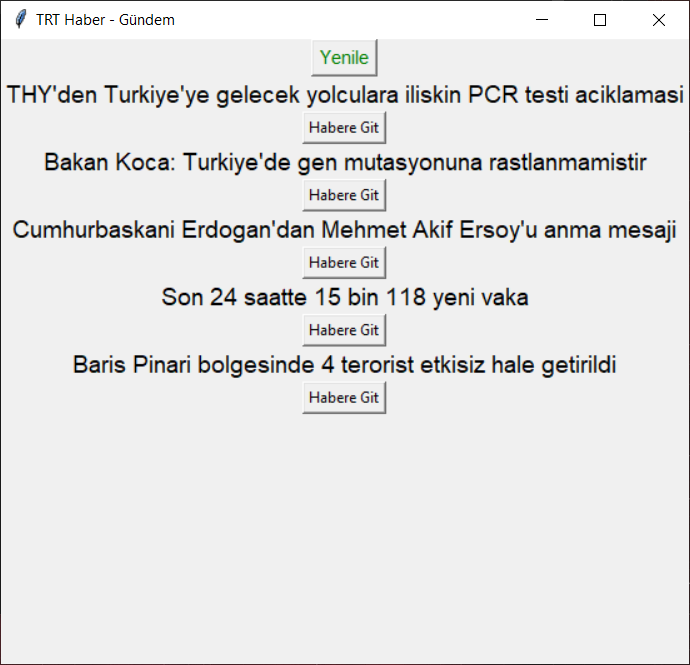 TRT Haber - Gündem
Yenile
THY'den Turkiye'ye gelecek yolculara iliskin PCR testi aciklamasi
Habere Git
Bakan Koca: Turkiye'de gen mutasyonuna rastlanmamistir
Habere Git
Cumhurbaskani Erdogan'dan Mehmet Akif Ersoy'u anma mesaji
Habere Git
Son 24 saatte 15 bin 118 yeni vaka
Habere Git
Baris Pinari bolgesinde 4 terorist etkisiz hale getirildi
Habere Git